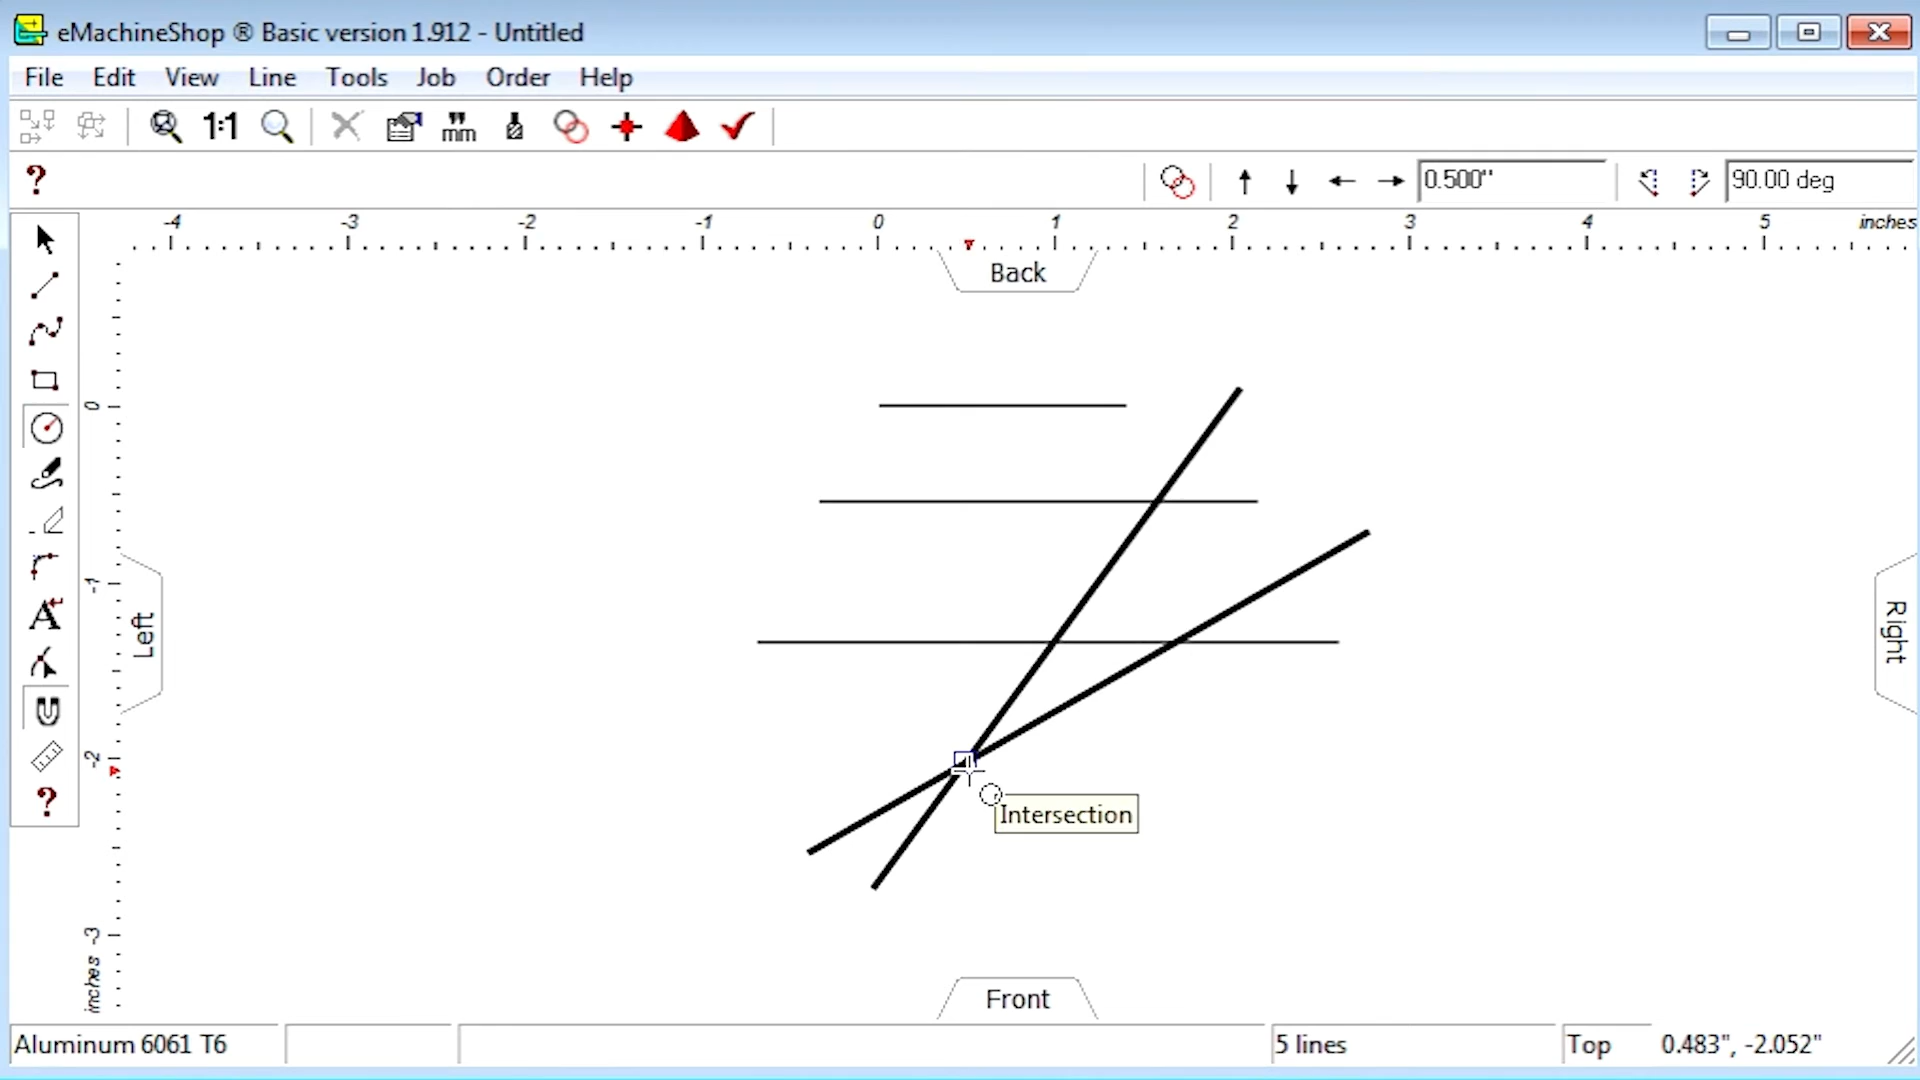 eMachineShop ® Basic version 1.912 - Untitled
File Edit View Line Tools Job Order Help
1:1 mm
? 0.500" 90.00 deg
-4 -3 -2 -1 0 1 2 3 4 5 inches
Back
0
-1
Left
Right
-2
Intersection
A
?
-3
inches
Front
Aluminum 6061 T6 5 lines Top 0.483", -2.052"